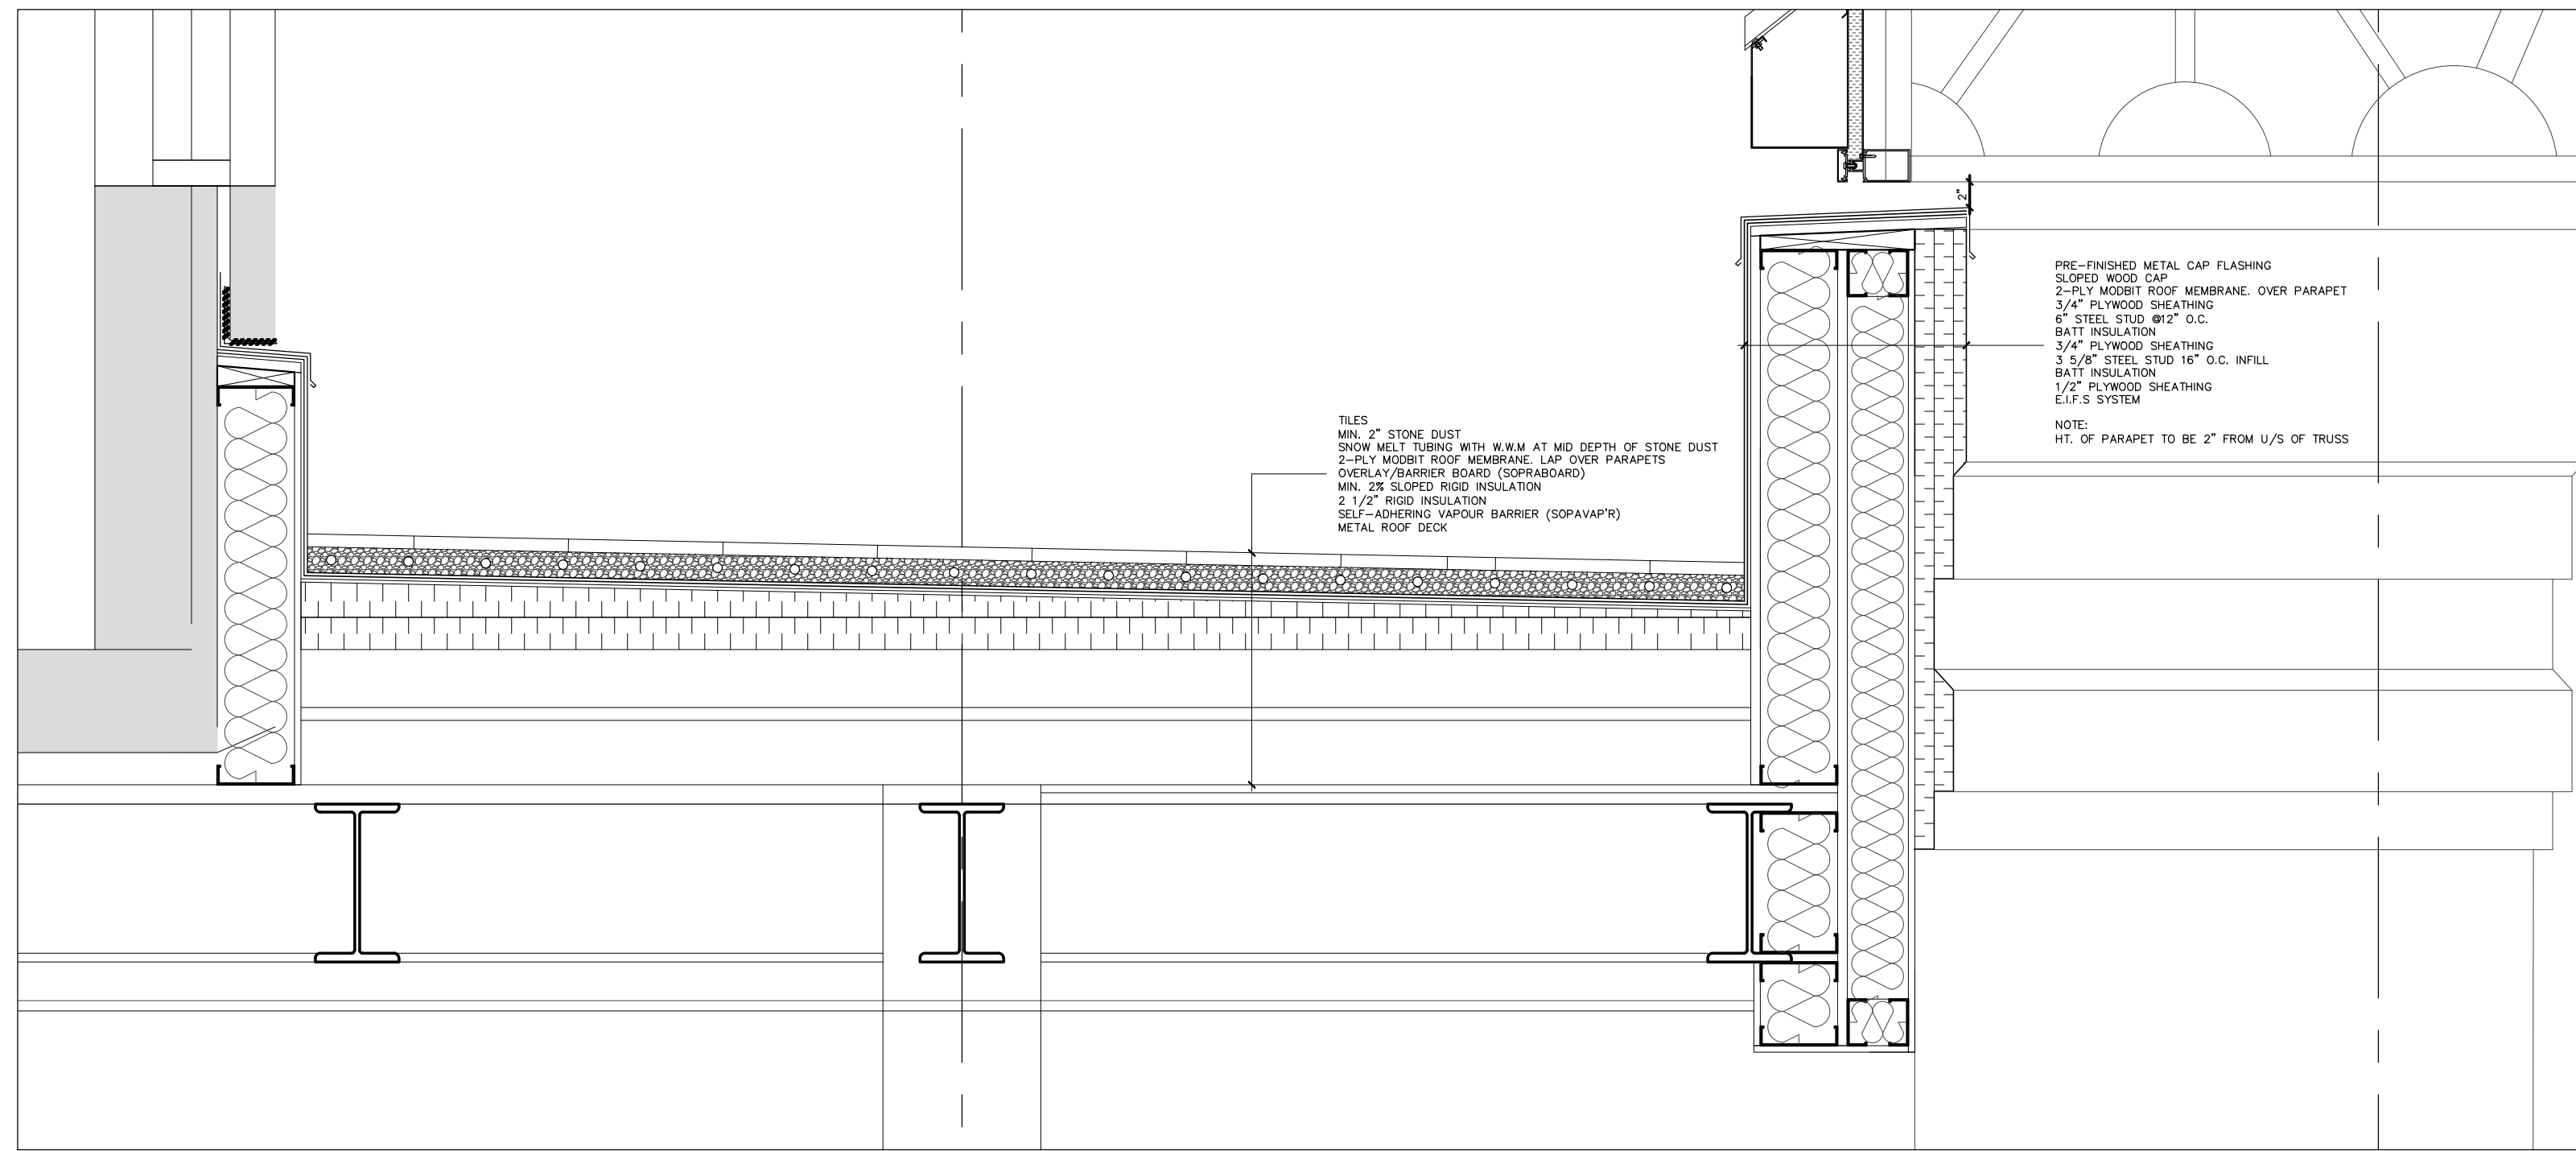 2"
PRE-FINISHED METAL CAP FLASHING
SLOPED WOOD CAP
2-PLY MODBIT ROOF MEMBRANE. OVER PARAPET
3/4" PLYWOOD SHEATHING
6" STEEL STUD @12" O.C.
BATT INSULATION
3/4" PLYWOOD SHEATHING
3 5/8" STEEL STUD 16" O.C. INFILL
BATT INSULATION
1/2" PLYWOOD SHEATHING
E.I.F.S SYSTEM
NOTE:
HT. OF PARAPET TO BE 2" FROM U/S OF TRUSS
TILES
MIN. 2" STONE DUST
SNOW MELT TUBING WITH W.W.M AT MID DEPTH OF STONE DUST
2-PLY MODBIT ROOF MEMBRANE. LAP OVER PARAPETS
OVERLAY/BARRIER BOARD (SOPRABOARD)
MIN. 2% SLOPED RIGID INSULATION
2 1/2" RIGID INSULATION
SELF-ADHERING VAPOUR BARRIER (SOPAVAP'R)
METAL ROOF DECK